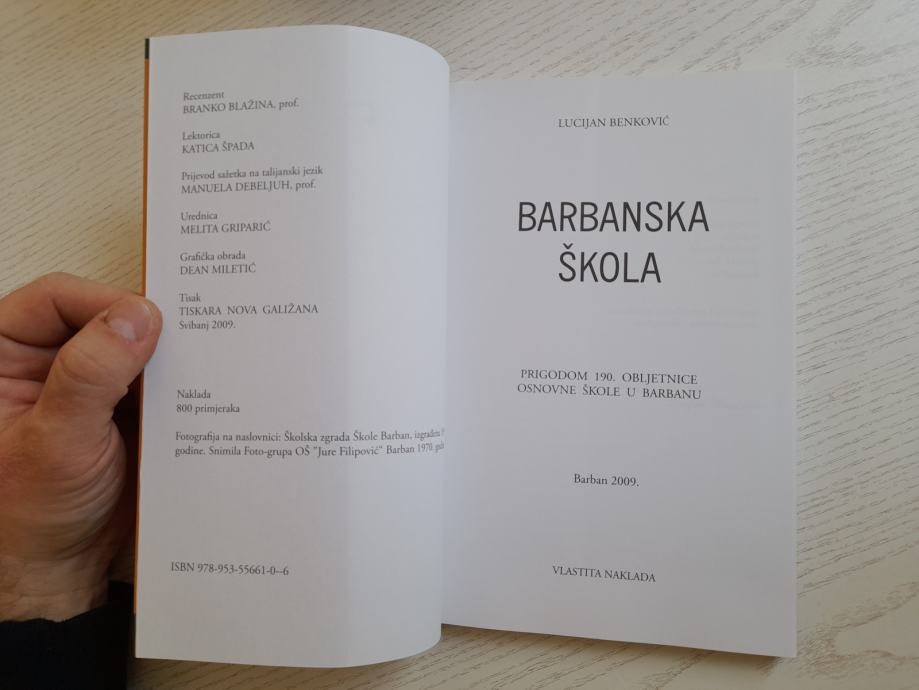 Recenzent
BRANKO BLAŽINA, prof.
Lektorica
KATICA ŠPADA
Prijevod sažetka na talijanski jezik
MANUELA DEBELJUH, prof.
Urednica
MELITA GRIPARIĆ
Grafička obrada
DEAN MILETIĆ
Tisak
TISKARA NOVA GALIŽANA
Svibanj 2009.
Naklada
800 primjeraka
Fotografija na naslovnici: Školska zgrada Škole Barban, izgrađena
godine. Snimila Foto-grupa OŠ "Jure Filipović" Barban 1970.
ISBN 978-953-55661-0--6
LUCIJAN BENKOVIĆ
BARBANSKA
ŠKOLA
PRIGODOM 190. OBLJETNICE
OSNOVNE ŠKOLE U BARBANU
Barban 2009.
VLASTITA NAKLADA